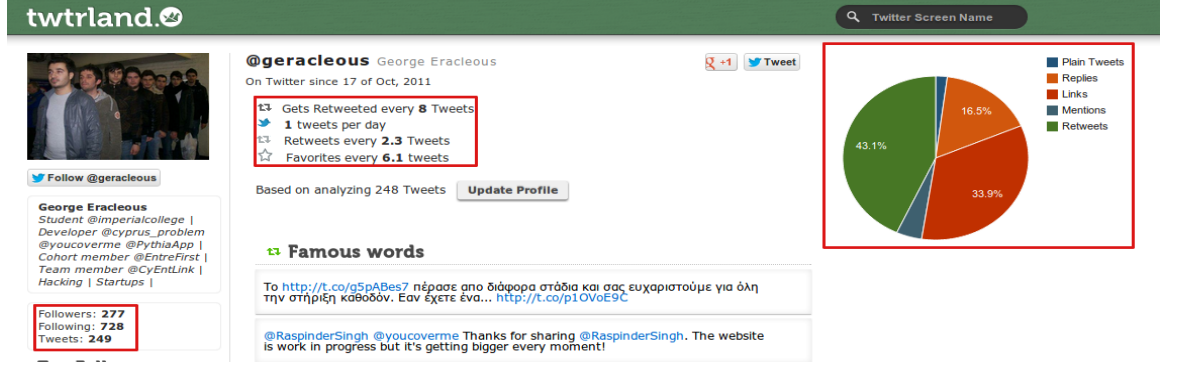 twtrland.
Twitter Screen Name
@geracleous George Eracleous
+1 Tweet
On Twitter since 17 of Oct, 2011
Gets Retweeted every 8 Tweets
1 tweets per day
Retweets every 2.3 Tweets
Favorites every 6.1 tweets
Based on analyzing 248 Tweets Update Profile
Follow @geracleous
George Eracleous
Student @imperialcollege |
Developer @cyprus_problem
@youcoverme @PythiaApp |
Cohort member @EntreFirst |
Team member @CyEntLink |
Hacking | Startups |
Followers: 277
Following: 728
Tweets: 249
Famous words
Το http://t.co/g5pABes7 πέρασε απο διάφορα στάδια και σας ευχαριστούμε για όλη
την στήριξη καθοδόν. Εαν έχετε ένα... http://t.co/p1OVoE9C
@RaspinderSingh @youcoverme Thanks for sharing @RaspinderSingh. The website
is work in progress but it's getting bigger every moment!
Plain Tweets
Replies
Links
Mentions
Retweets
16.5%
43.1%
33.9%